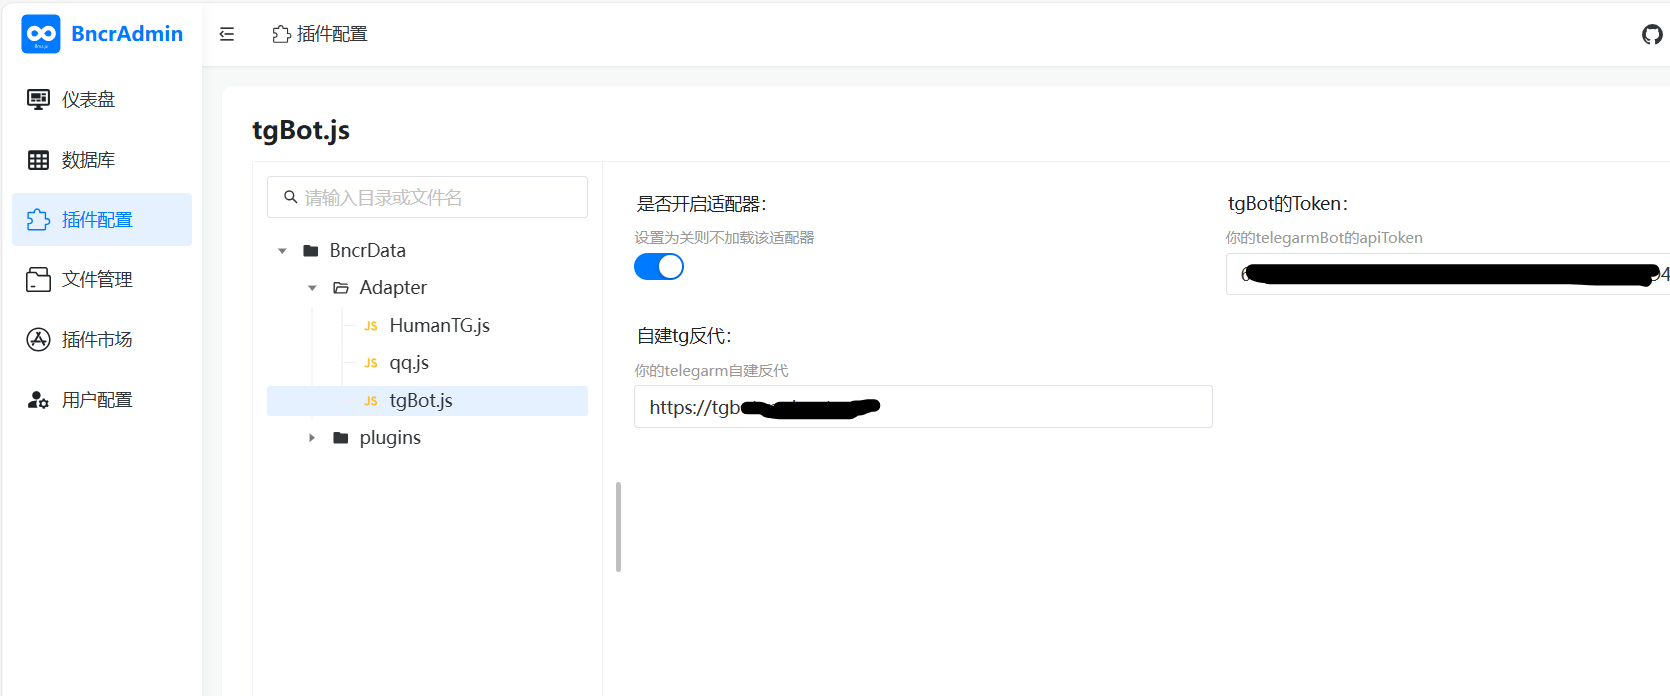 BncrAdmin
插件配置
仪表盘
数据库
插件配置
文件管理
插件市场
用户配置
tgBot.js
请输入目录或文件名
BncrData
Adapter
JS HumanTG.js
JS qq.js
JS tgBot.js
plugins
是否开启适配器：
设置为关则不加载该适配器
tgBot的Token：
你的telegarmBot的apiToken
自建tg反代：
你的telegarm自建反代
https://tgb